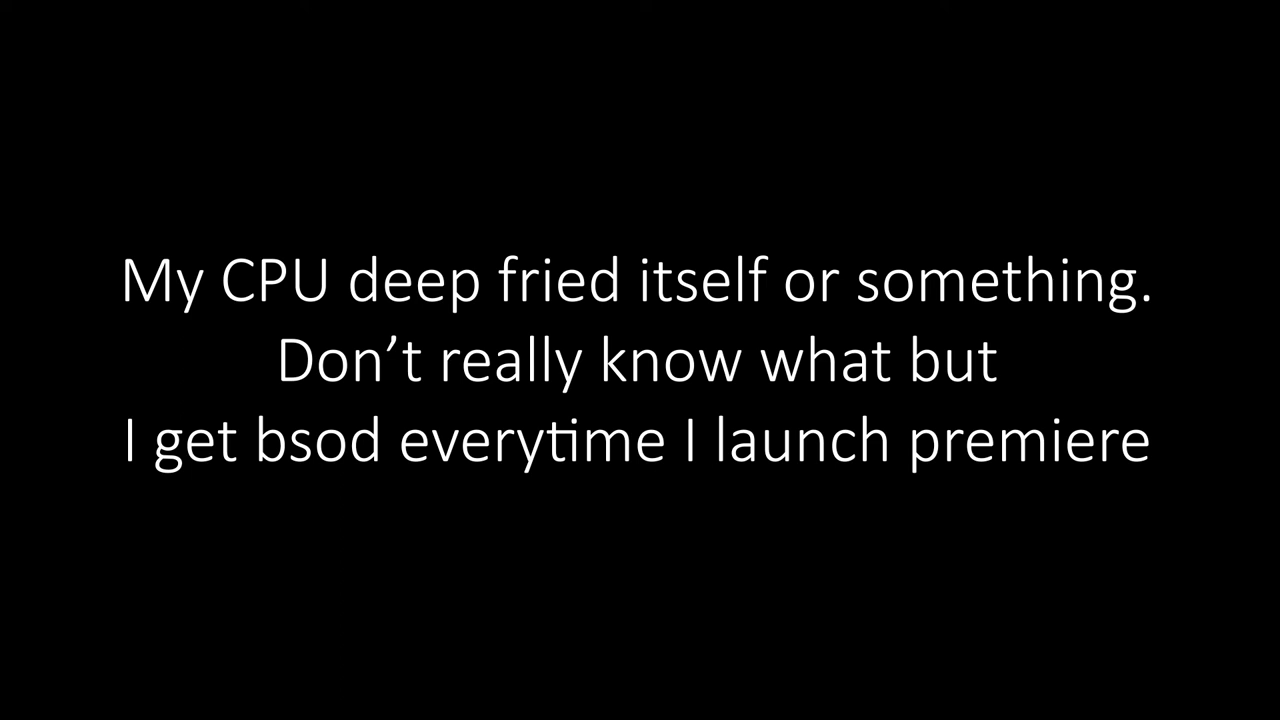 My CPU deep fried itself or something.
Don’t really know what but
I get bsod everytime I launch premiere